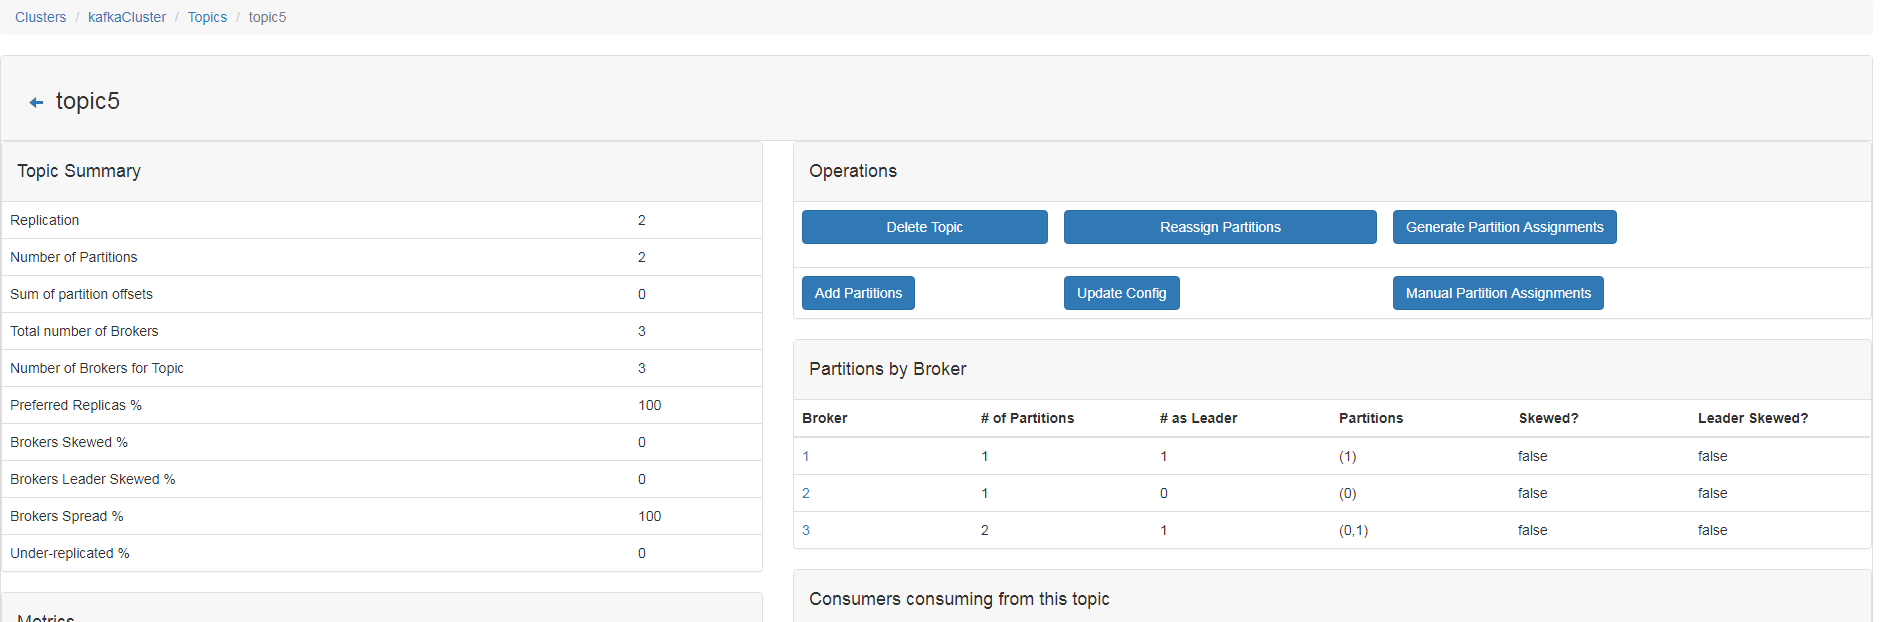 Clusters / kafkaCluster / Topics / topic5
topic5
Topic Summary
Replication 2
Number of Partitions 2
Sum of partition offsets 0
Total number of Brokers 3
Number of Brokers for Topic 3
Preferred Replicas % 100
Brokers Skewed % 0
Brokers Leader Skewed % 0
Brokers Spread % 100
Under-replicated % 0
Metrics
Operations
Delete Topic Reassign Partitions Generate Partition Assignments
Add Partitions Update Config Manual Partition Assignments
Partitions by Broker
Broker # of Partitions # as Leader Partitions Skewed? Leader Skewed?
1 1 1 (1) false false
2 1 0 (0) false false
3 2 1 (0,1) false false
Consumers consuming from this topic